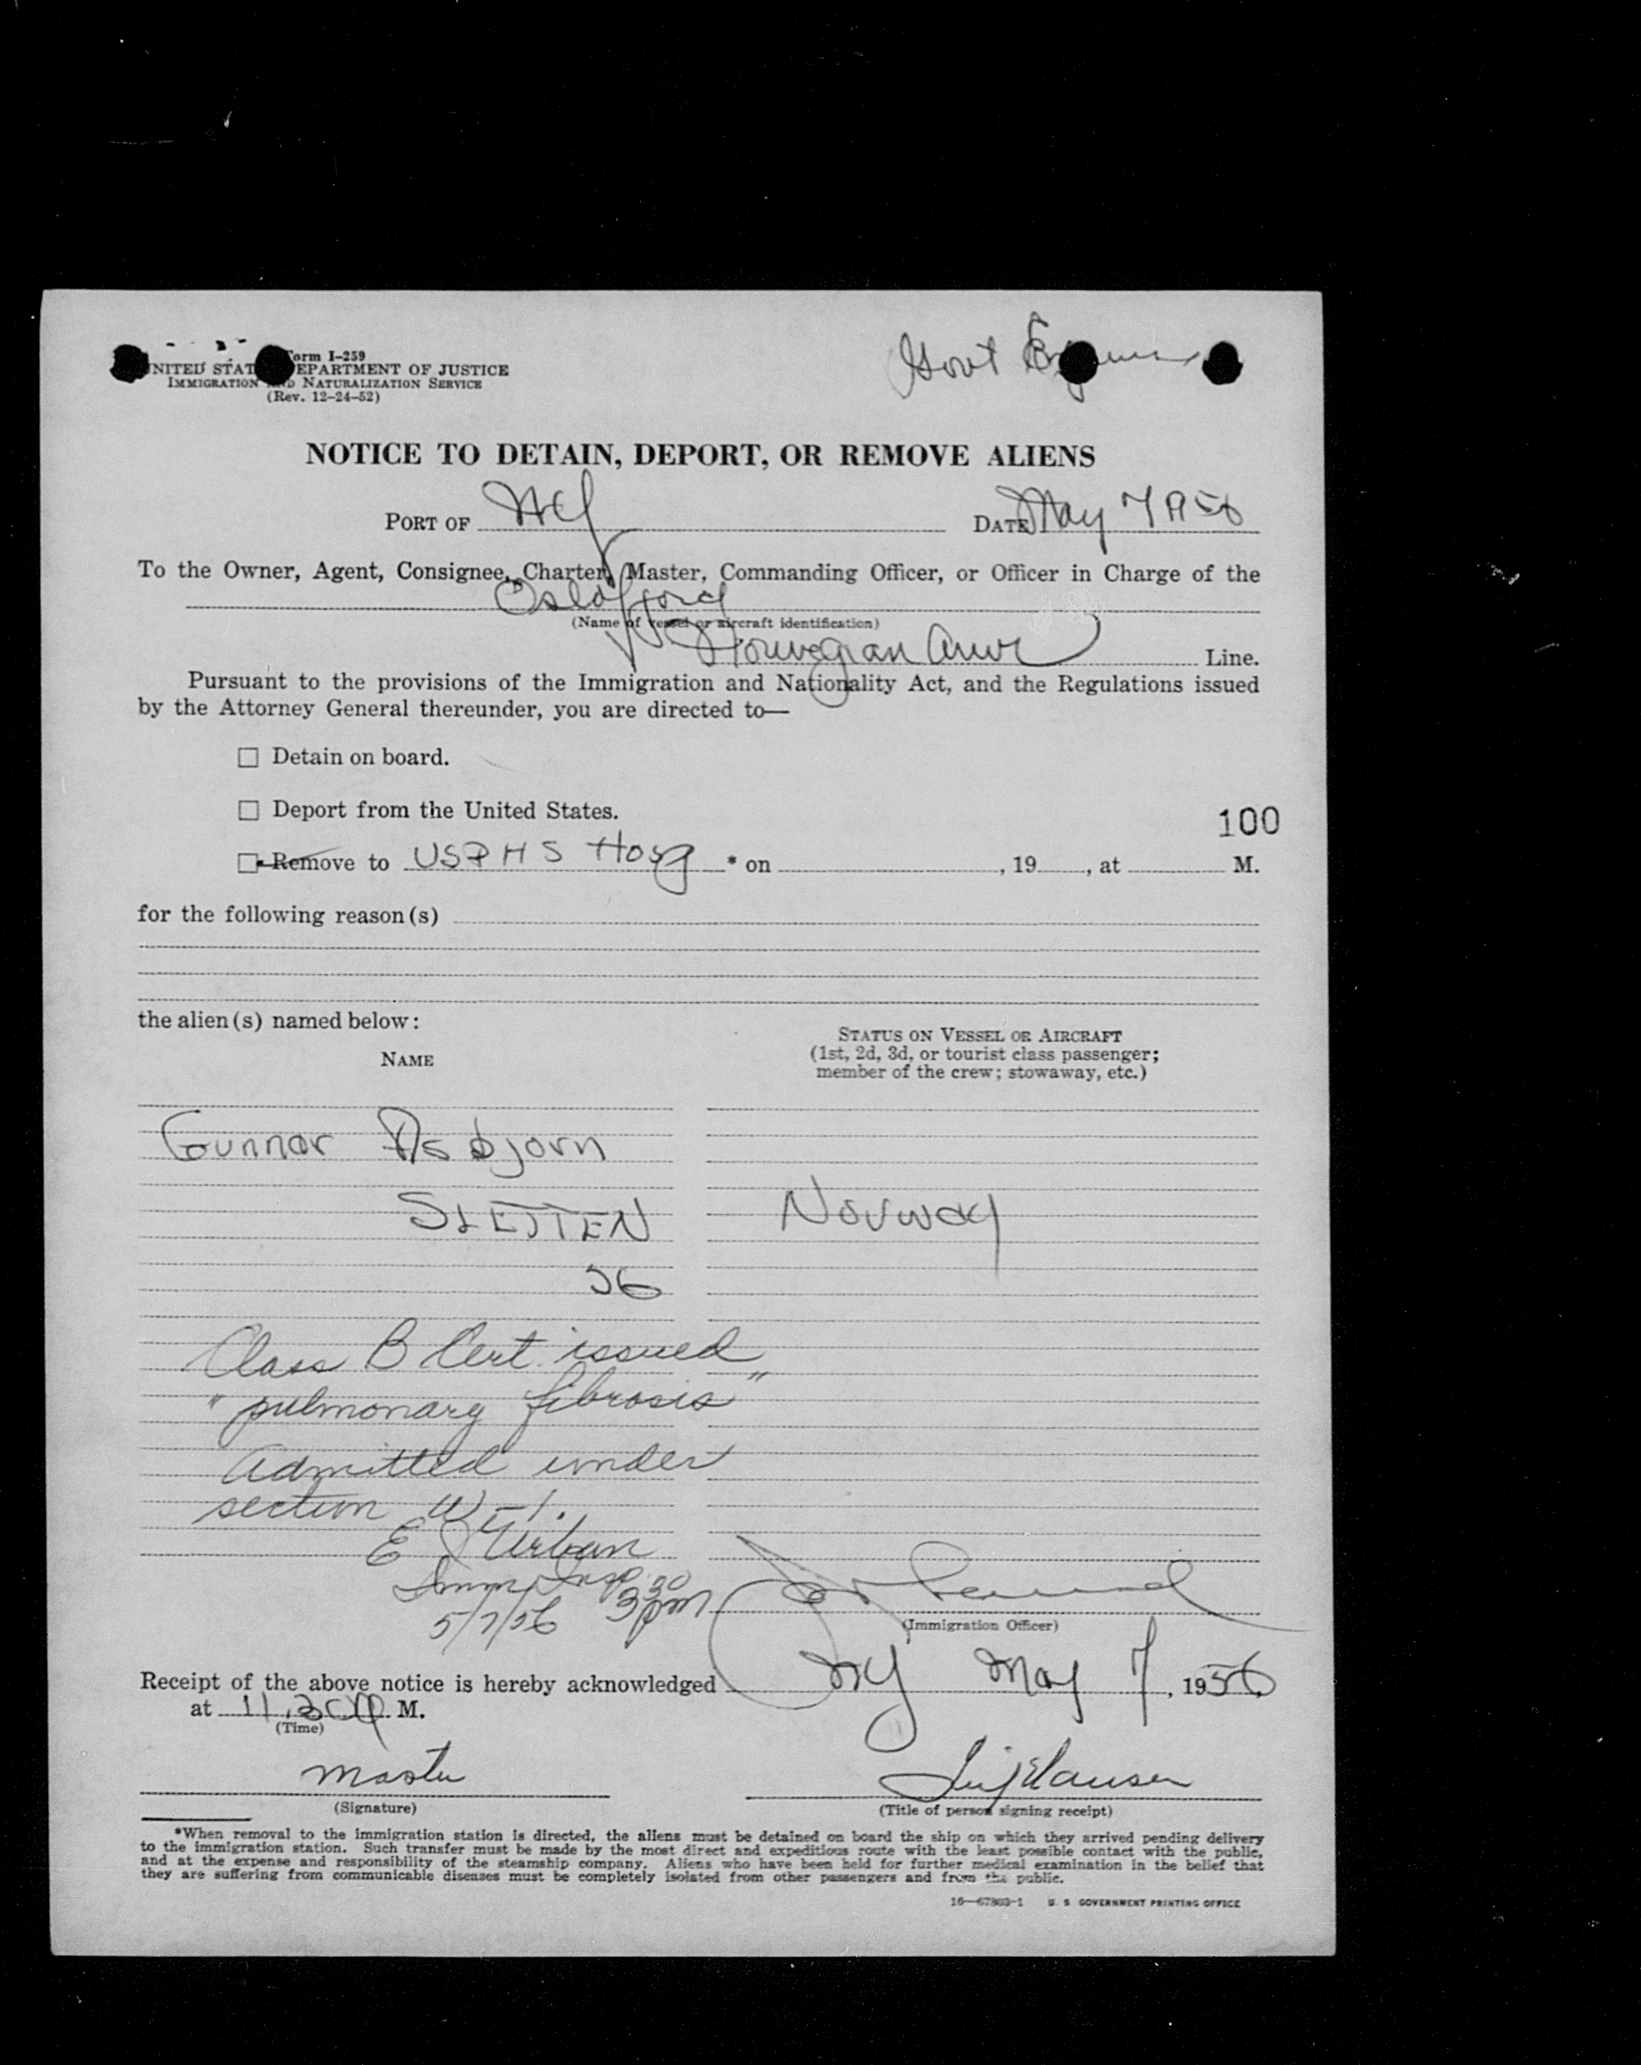 Form I-259
UNITED STATES DEPARTMENT OF JUSTICE
IMMIGRATION AND NATURALIZATION SERVICE
(Rev. 12-24-52)
Govt
NOTICE TO DETAIN, DEPORT, OR REMOVE ALIENS
PORT OF NY DATE May 7 1956
To the Owner, Agent, Consignee, Charter, Master, Commanding Officer, or Officer in Charge of the
Oslofjord
(Name of vessel or aircraft identification)
Norwegian Amer Line.
Pursuant to the provisions of the Immigration and Nationality Act, and the Regulations issued
by the Attorney General thereunder, you are directed to—
☐ Detain on board.
☐ Deport from the United States.
100
☐ Remove to USPHS Hosp * on , 19 , at M.
for the following reason(s)
the alien(s) named below:
NAME
STATUS ON VESSEL OR AIRCRAFT
(1st, 2d, 3d, or tourist class passenger;
member of the crew; stowaway, etc.)
Gunnar Asbjorn
SLETTEN Norway
56
Class B Cert. issued
"pulmonary fibrosis"
Admitted under
section W-1.
E J Urban
Imm Insp
5/7/56 3:30 pm
(Immigration Officer)
Receipt of the above notice is hereby acknowledged NY May 7, 1956
at 11.30 A M.
(Time)
Master
(Signature)
Hansen
(Title of person signing receipt)
*When removal to the immigration station is directed, the aliens must be detained on board the ship on which they arrived pending delivery
to the immigration station. Such transfer must be made by the most direct and expeditious route with the least possible contact with the public,
and at the expense and responsibility of the steamship company. Aliens who have been held for further medical examination in the belief that
they are suffering from communicable diseases must be completely isolated from other passengers and from the public.
16—67863-1 U. S. GOVERNMENT PRINTING OFFICE